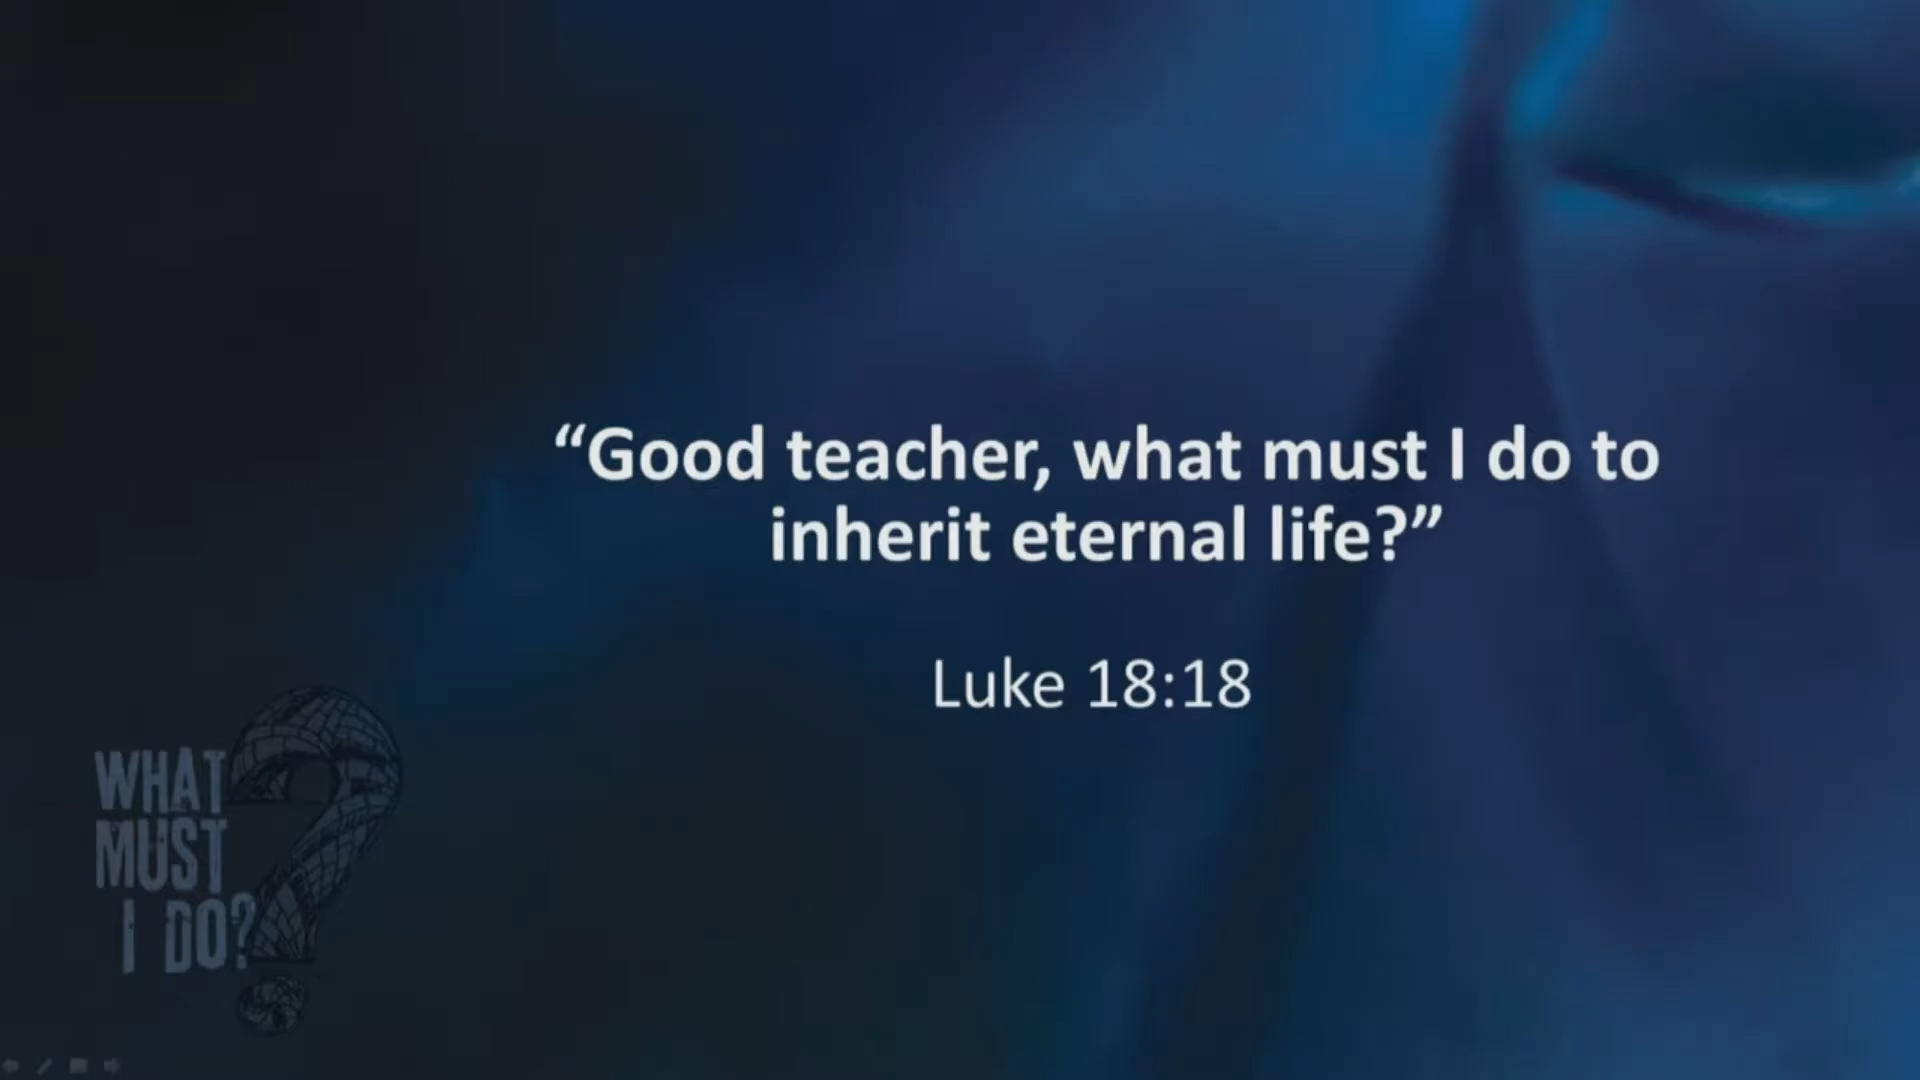 “Good teacher, what must I do to
inherit eternal life?”
Luke 18:18
WHAT
MUST
I DO?